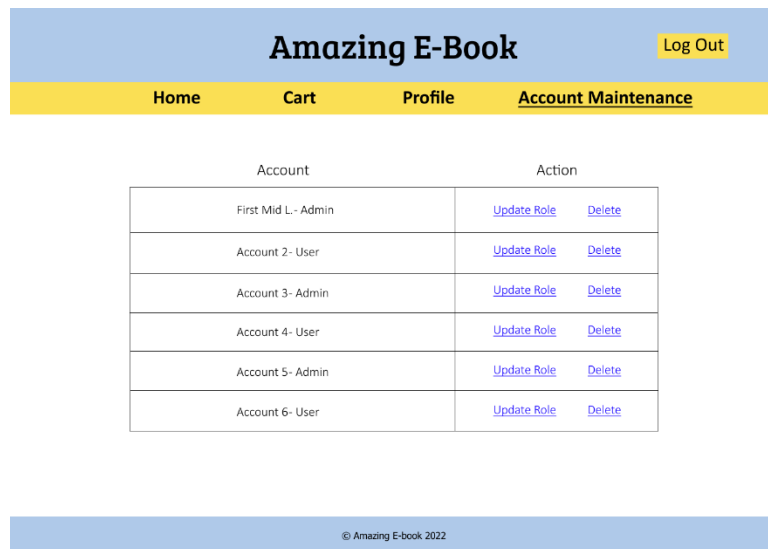 Amazing E-Book
Log Out
Home Cart Profile Account Maintenance
Account Action
First Mid L.- Admin Update Role Delete
Account 2- User Update Role Delete
Account 3- Admin Update Role Delete
Account 4- User Update Role Delete
Account 5- Admin Update Role Delete
Account 6- User Update Role Delete
© Amazing E-book 2022